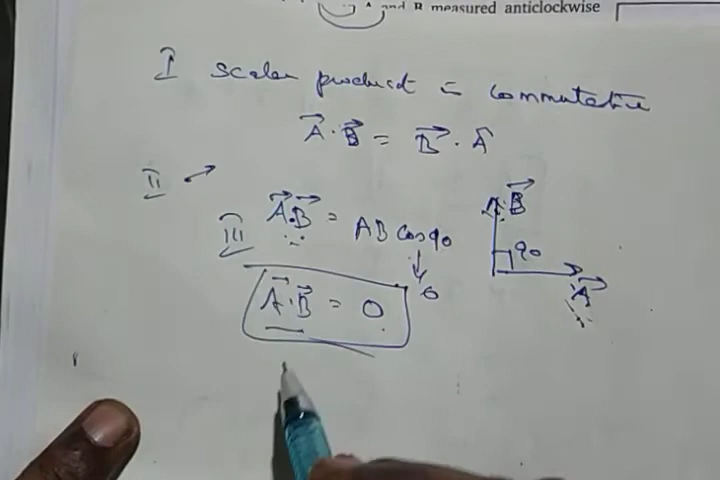 A and B measured anticlockwise
I scalar product is commutative
A⃗ . B⃗ = B⃗ . A⃗
II →
III A⃗.B⃗ = AB cos 90
B⃗
90
A⃗
0
A⃗.B⃗ = 0